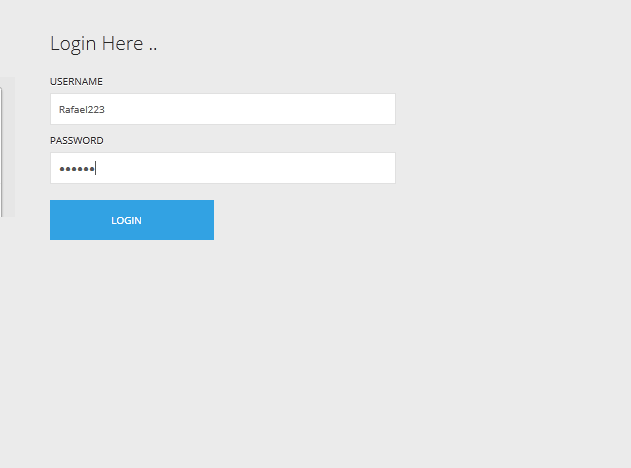 Login Here ..
USERNAME
Rafael223
PASSWORD
••••••
LOGIN